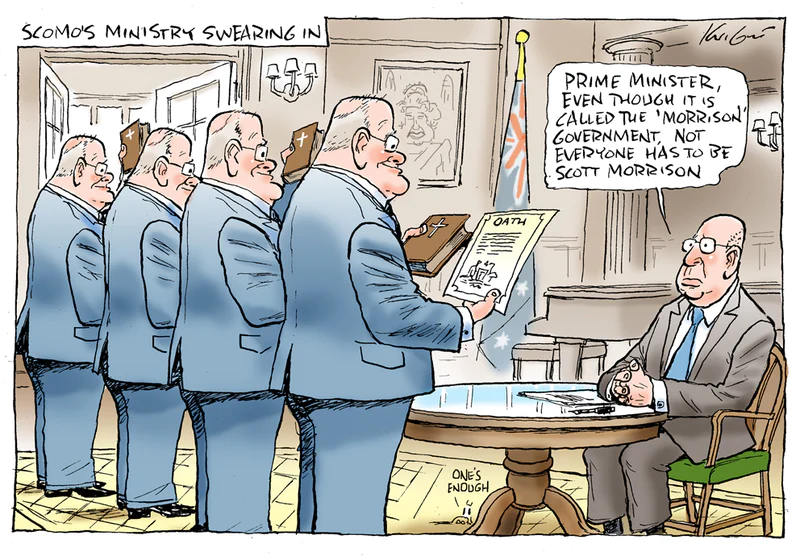 SCOMO'S MINISTRY SWEARING IN
Knight
PRIME MINISTER,
EVEN THOUGH IT IS
CALLED THE 'MORRISON'
GOVERNMENT, NOT
EVERYONE HAS TO BE
SCOTT MORRISON
OATH
ONE'S
ENOUGH